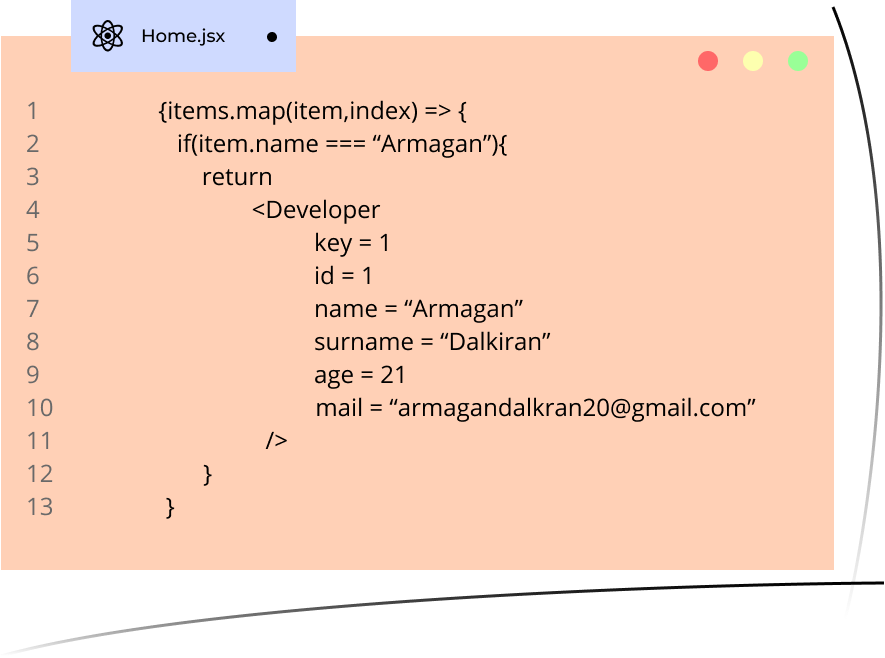 Home.jsx
1 {items.map(item,index) => {
2 if(item.name === “Armagan”){
3 return
4 <Developer
5 key = 1
6 id = 1
7 name = “Armagan”
8 surname = “Dalkiran”
9 age = 21
10 mail = “armagandalkran20@gmail.com”
11 />
12 }
13 }